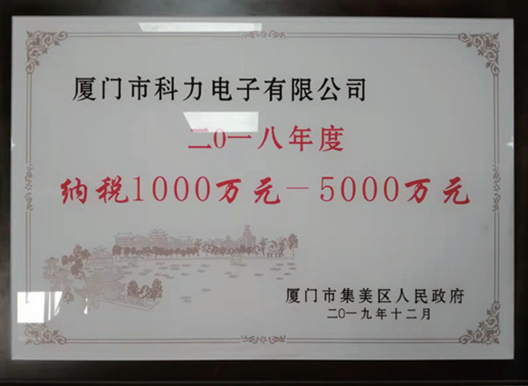 厦门市科力电子有限公司
二0一八年度
纳税1000万元－5000万元
厦门市集美区人民政府
二〇一九年十二月